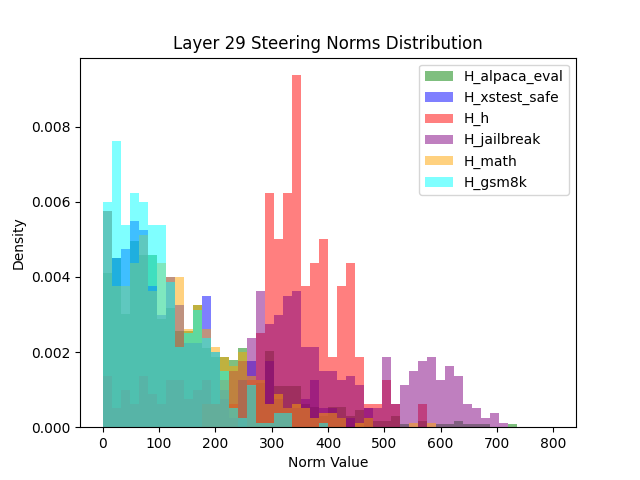 Layer 29 Steering Norms Distribution
H_alpaca_eval
H_xstest_safe
H_h
H_jailbreak
H_math
H_gsm8k
0.008
0.006
0.004
0.002
0.000
Density
0
100
200
300
400
500
600
700
800
Norm Value